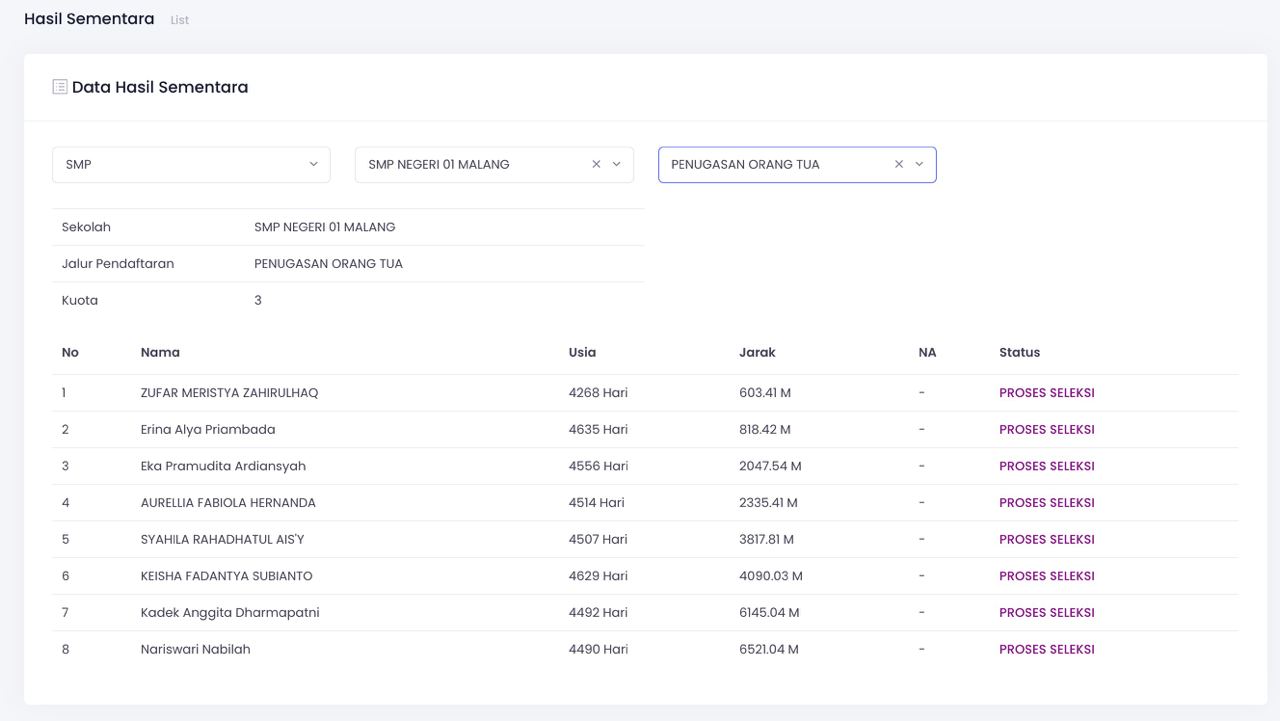 Hasil Sementara List
Data Hasil Sementara
SMP SMP NEGERI 01 MALANG PENUGASAN ORANG TUA
Sekolah SMP NEGERI 01 MALANG
Jalur Pendaftaran PENUGASAN ORANG TUA
Kuota 3
No Nama Usia Jarak NA Status
1 ZUFAR MERISTYA ZAHIRULHAQ 4268 Hari 603.41 M - PROSES SELEKSI
2 Erina Alya Priambada 4635 Hari 818.42 M - PROSES SELEKSI
3 Eka Pramudita Ardiansyah 4556 Hari 2047.54 M - PROSES SELEKSI
4 AURELLIA FABIOLA HERNANDA 4514 Hari 2335.41 M - PROSES SELEKSI
5 SYAHILA RAHADHATUL AIS'Y 4507 Hari 3817.81 M - PROSES SELEKSI
6 KEISHA FADANTYA SUBIANTO 4629 Hari 4090.03 M - PROSES SELEKSI
7 Kadek Anggita Dharmapatni 4492 Hari 6145.04 M - PROSES SELEKSI
8 Nariswari Nabilah 4490 Hari 6521.04 M - PROSES SELEKSI